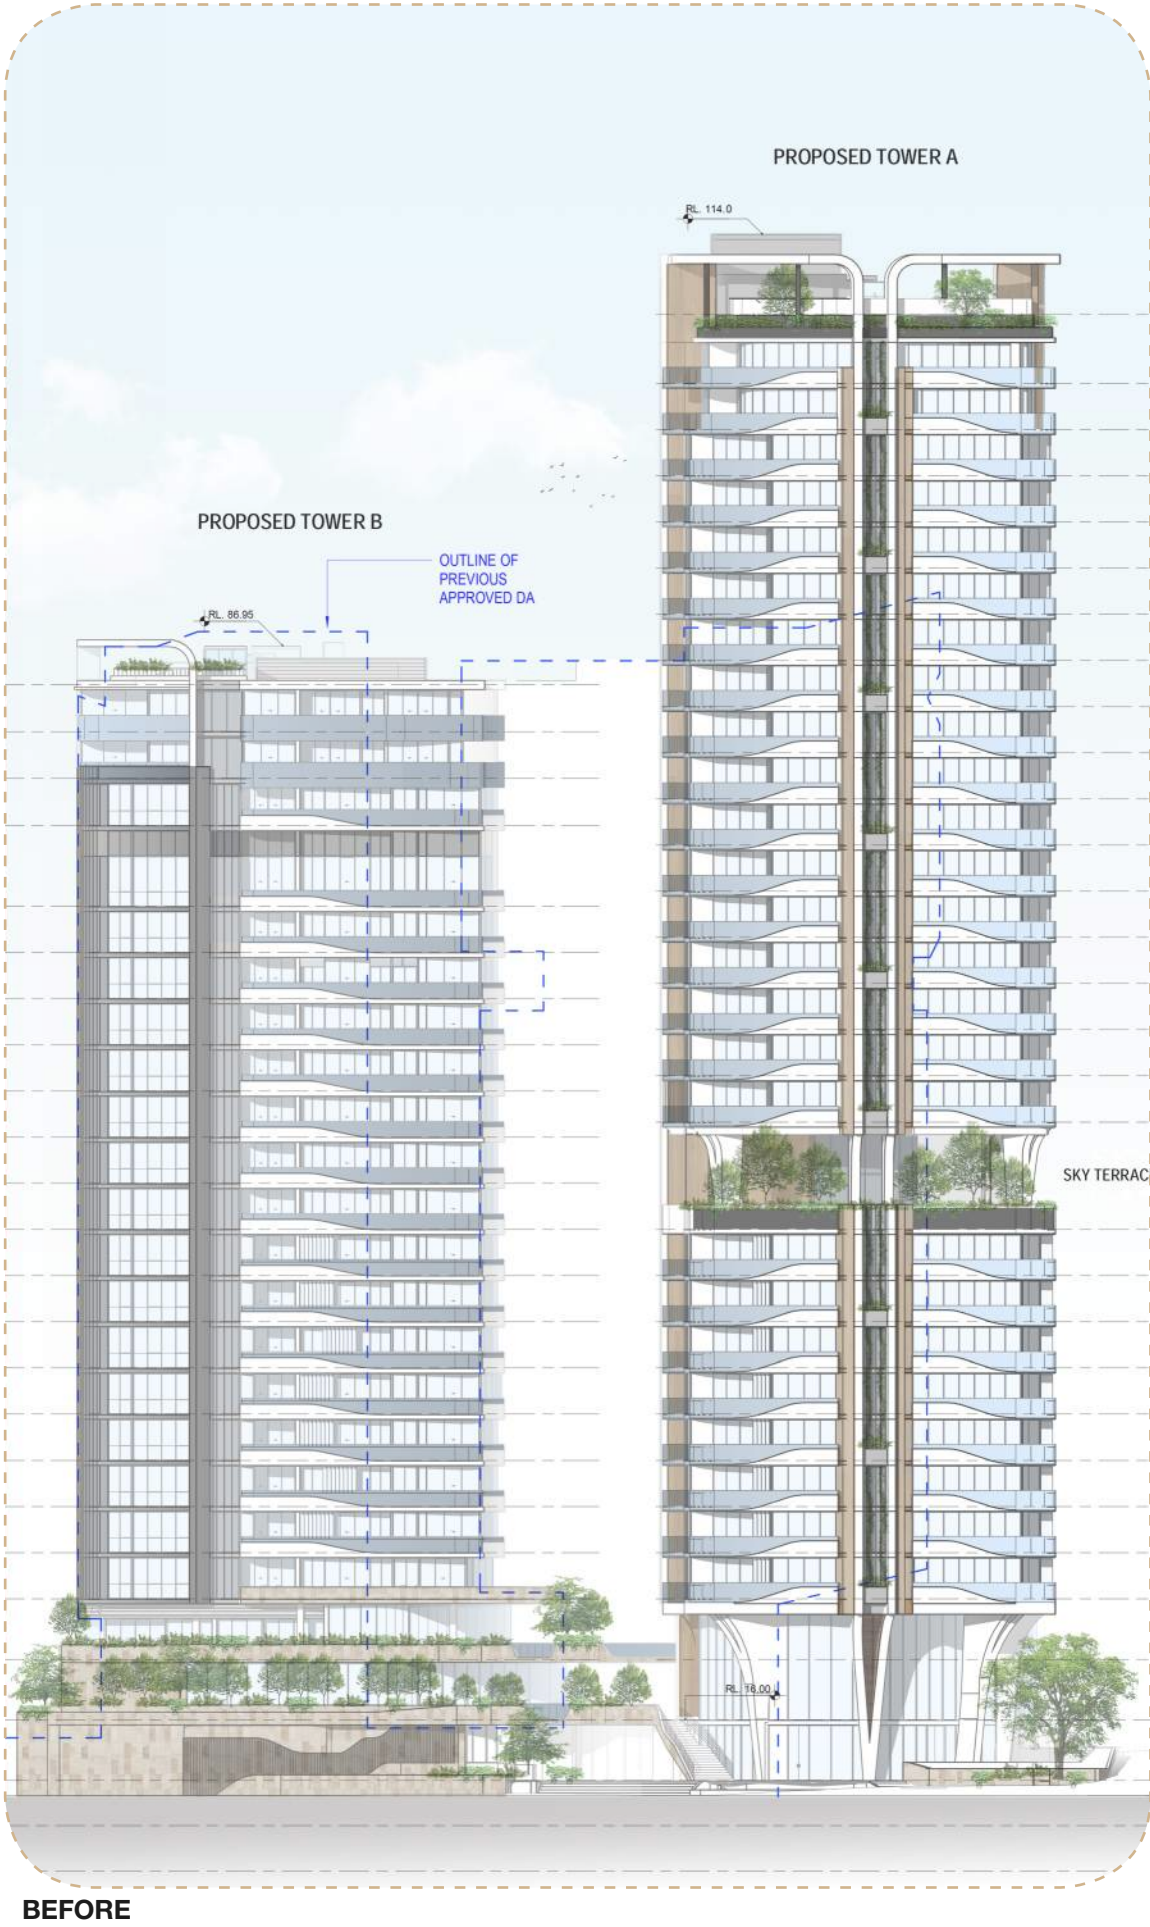 PROPOSED TOWER A
RL. 114.0
PROPOSED TOWER B
OUTLINE OF
PREVIOUS
APPROVED DA
RL. 86.95
SKY TERRAC
RL. 16.00
BEFORE